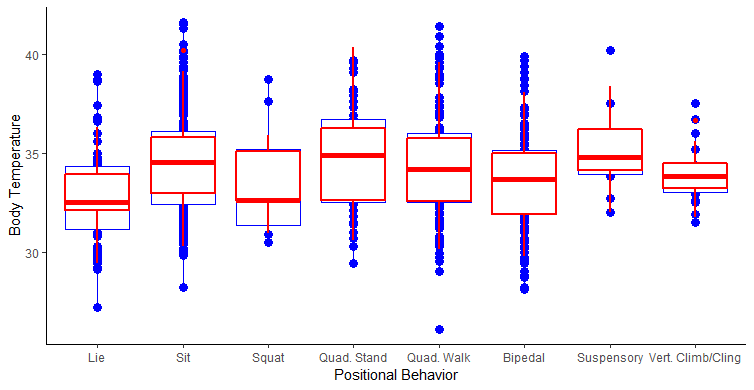 40
35
30
Body Temperature
Lie Sit Squat Quad. Stand Quad. Walk Bipedal Suspensory Vert. Climb/Cling
Positional Behavior